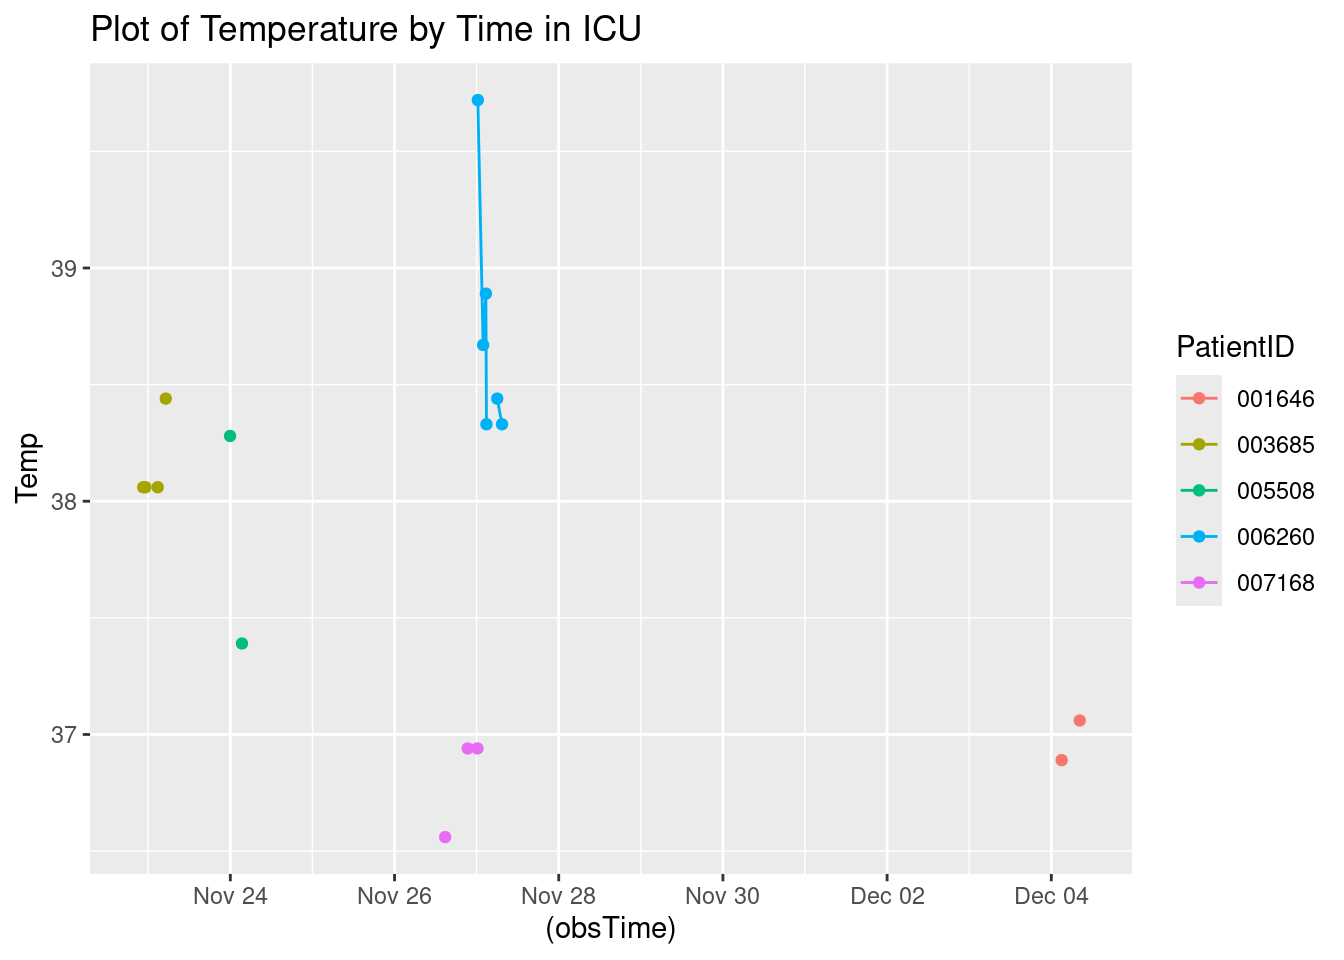 Plot of Temperature by Time in ICU
Temp
39
38
37
Nov 24
Nov 26
Nov 28
Nov 30
Dec 02
Dec 04
(obsTime)
PatientID
001646
003685
005508
006260
007168